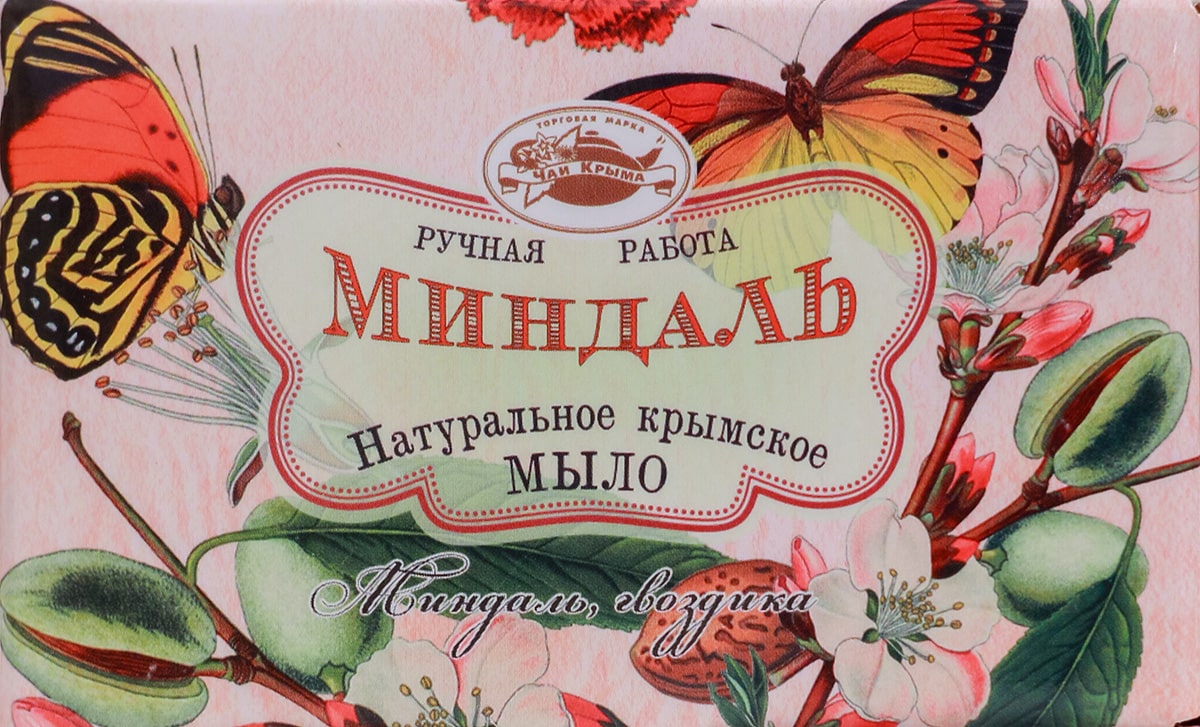 ТОРГОВАЯ МАРКА
ЧАИ КРЫМА
РУЧНАЯ РАБОТА
МИНДАЛЬ
Натуральное крымское
МЫЛО
Миндаль, гвоздика